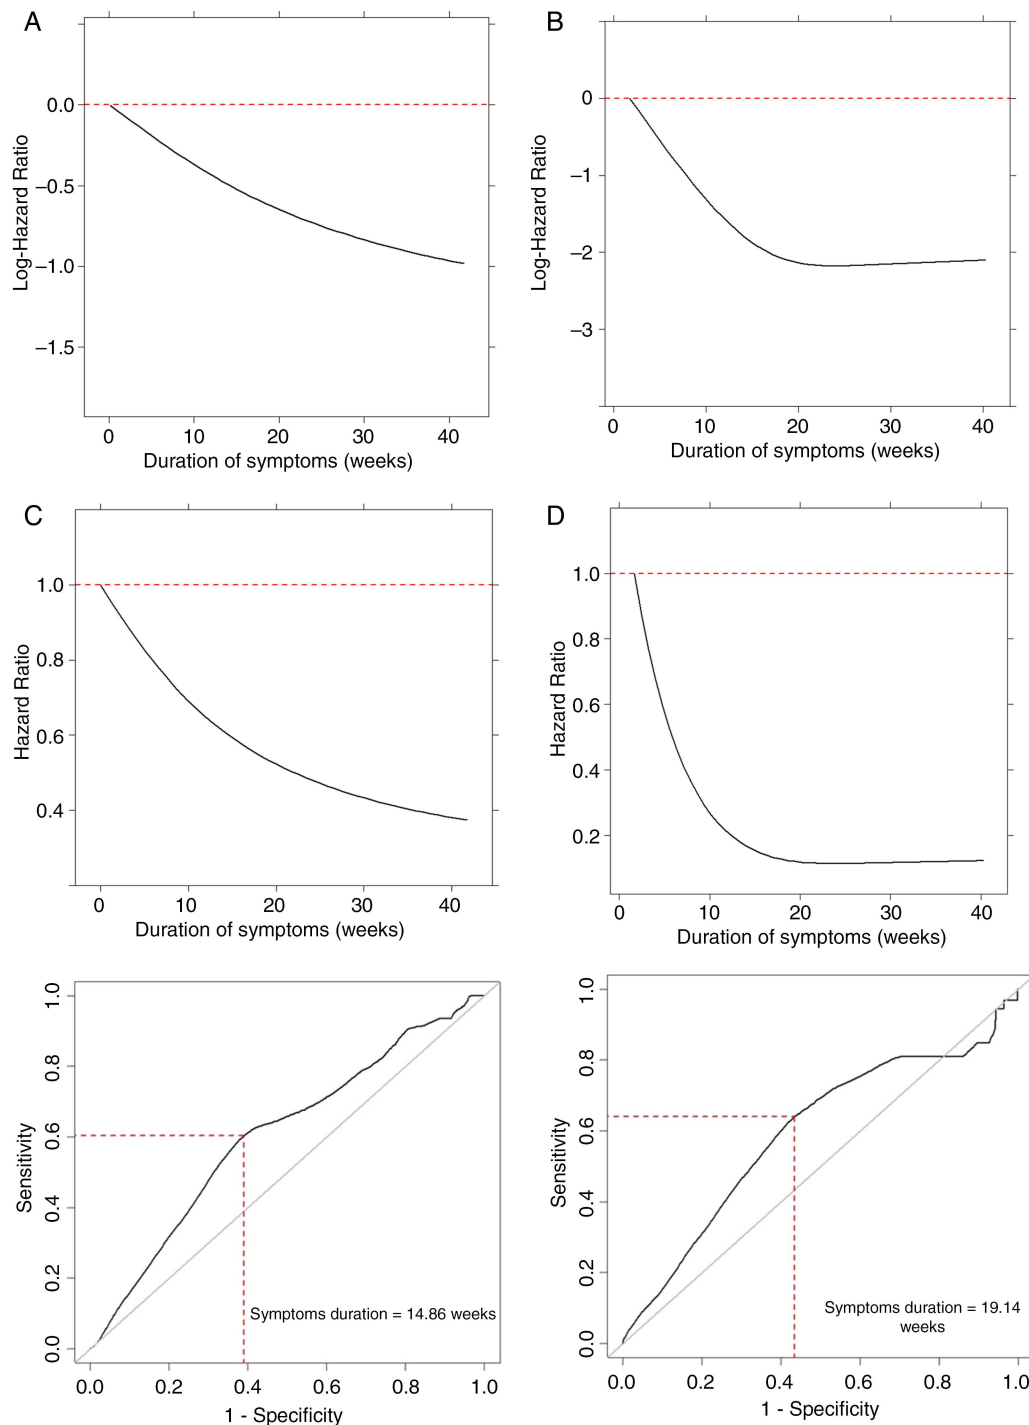 A
B
0.0
−0.5
−1.0
−1.5
Log-Hazard Ratio
0 10 20 30 40
Duration of symptoms (weeks)
0
−1
−2
−3
Log-Hazard Ratio
0 10 20 30 40
Duration of symptoms (weeks)
C
D
1.0
0.8
0.6
0.4
Hazard Ratio
0 10 20 30 40
Duration of symptoms (weeks)
1.0
0.8
0.6
0.4
0.2
Hazard Ratio
0 10 20 30 40
Duration of symptoms (weeks)
1.0
0.8
0.6
0.4
0.2
0.0
Sensitivity
Symptoms duration = 14.86 weeks
0.0 0.2 0.4 0.6 0.8 1.0
1 - Specificity
1.0
0.8
0.6
0.4
0.2
0.0
Sensitivity
Symptoms duration = 19.14
weeks
0.0 0.2 0.4 0.6 0.8 1.0
1 - Specificity